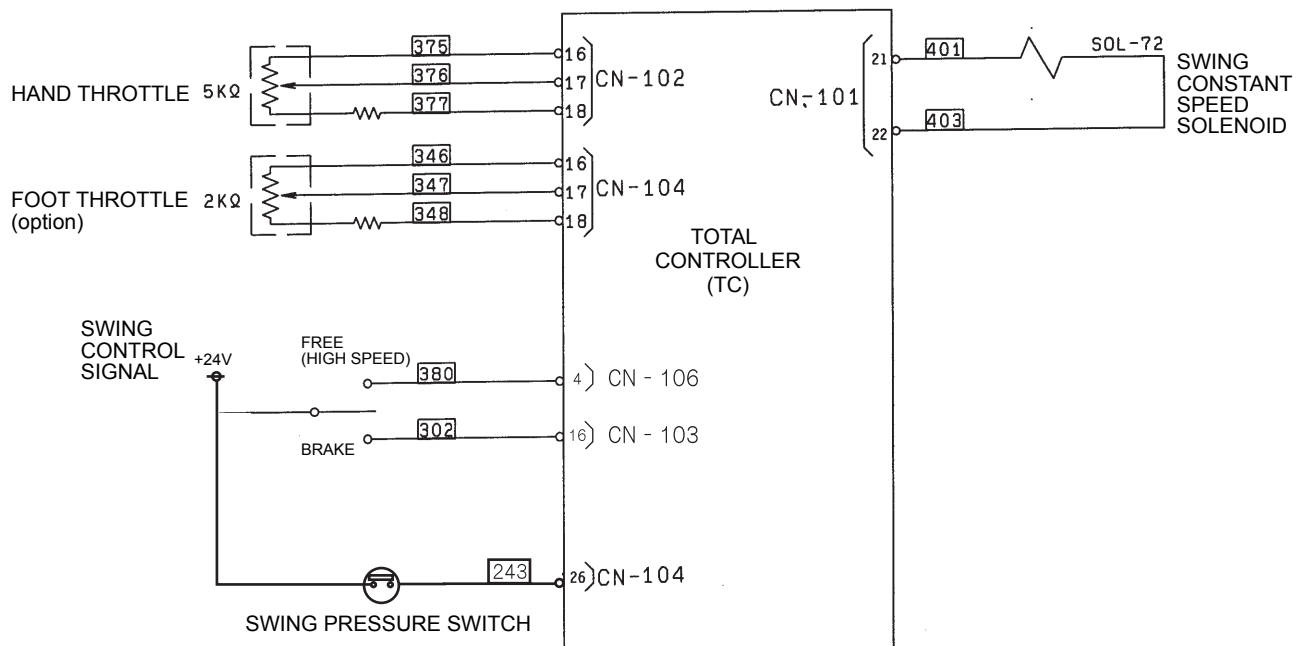 HAND THROTTLE 5KΩ
375
376
377
16
17
18
CN-102
FOOT THROTTLE
(option)
2KΩ
346
347
348
16
17
18
CN-104
CN-101
21
22
401
403
SOL-72
SWING
CONSTANT
SPEED
SOLENOID
TOTAL
CONTROLLER
(TC)
SWING
CONTROL
SIGNAL
+24V
FREE
(HIGH SPEED)
380
4) CN - 106
BRAKE
302
16) CN - 103
243
26) CN-104
SWING PRESSURE SWITCH